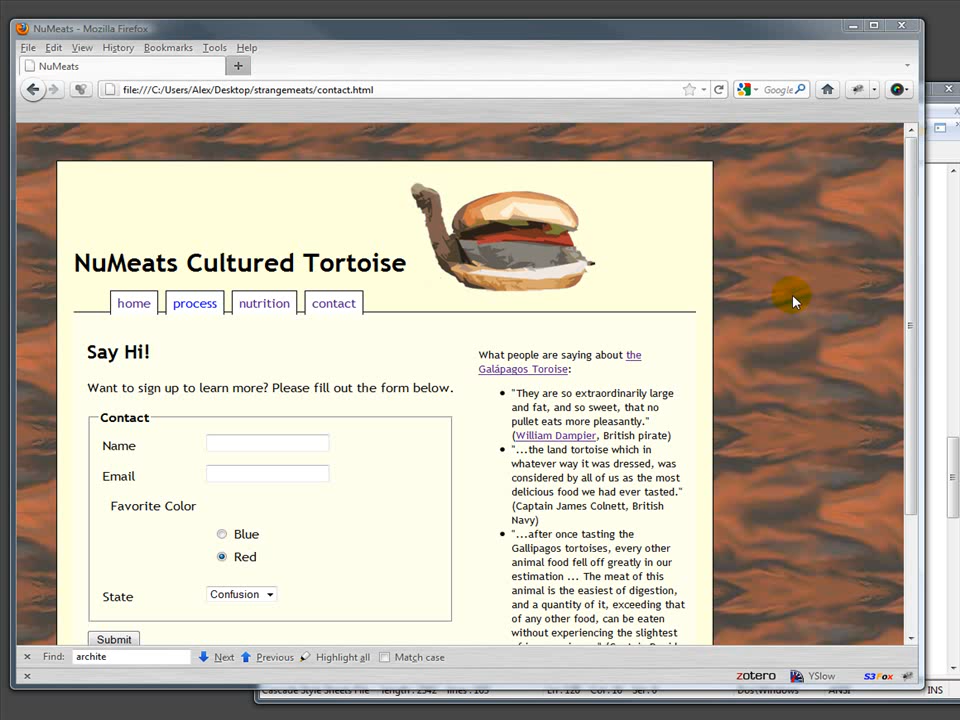 NuMeats - Mozilla Firefox
File Edit View History Bookmarks Tools Help
NuMeats
file:///C:/Users/Alex/Desktop/strangemeats/contact.html
Google
NuMeats Cultured Tortoise
home process nutrition contact
Say Hi!
Want to sign up to learn more? Please fill out the form below.
Contact
Name
Email
Favorite Color
Blue
Red
State Confusion
Submit
What people are saying about the
Galápagos Toroise:
"They are so extraordinarily large
and fat, and so sweet, that no
pullet eats more pleasantly."
(William Dampier, British pirate)
"...the land tortoise which in
whatever way it was dressed, was
considered by all of us as the most
delicious food we had ever tasted."
(Captain James Colnett, British
Navy)
"...after once tasting the
Gallipagos tortoises, every other
animal food fell off greatly in our
estimation ... The meat of this
animal is the easiest of digestion,
and a quantity of it, exceeding that
of any other food, can be eaten
without experiencing the slightest
Find: archite Next Previous Highlight all Match case
zotero YSlow S3Fox
INS